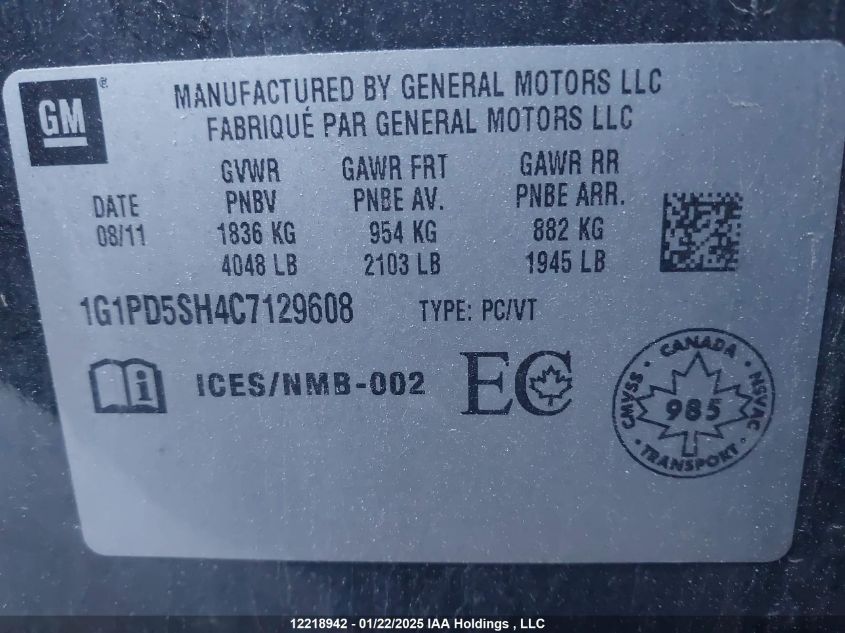 GM®
MANUFACTURED BY GENERAL MOTORS LLC
FABRIQUÉ PAR GENERAL MOTORS LLC
GVWR GAWR FRT GAWR RR
DATE PNBV PNBE AV. PNBE ARR.
08/11 1836 KG 954 KG 882 KG
4048 LB 2103 LB 1945 LB
1G1PD5SH4C7129608 TYPE: PC/VT
i ICES/NMB-002 EC
CANADA
CMVSS 985 NSVAC
TRANSPORT
12218942 - 01/22/2025 IAA Holdings , LLC